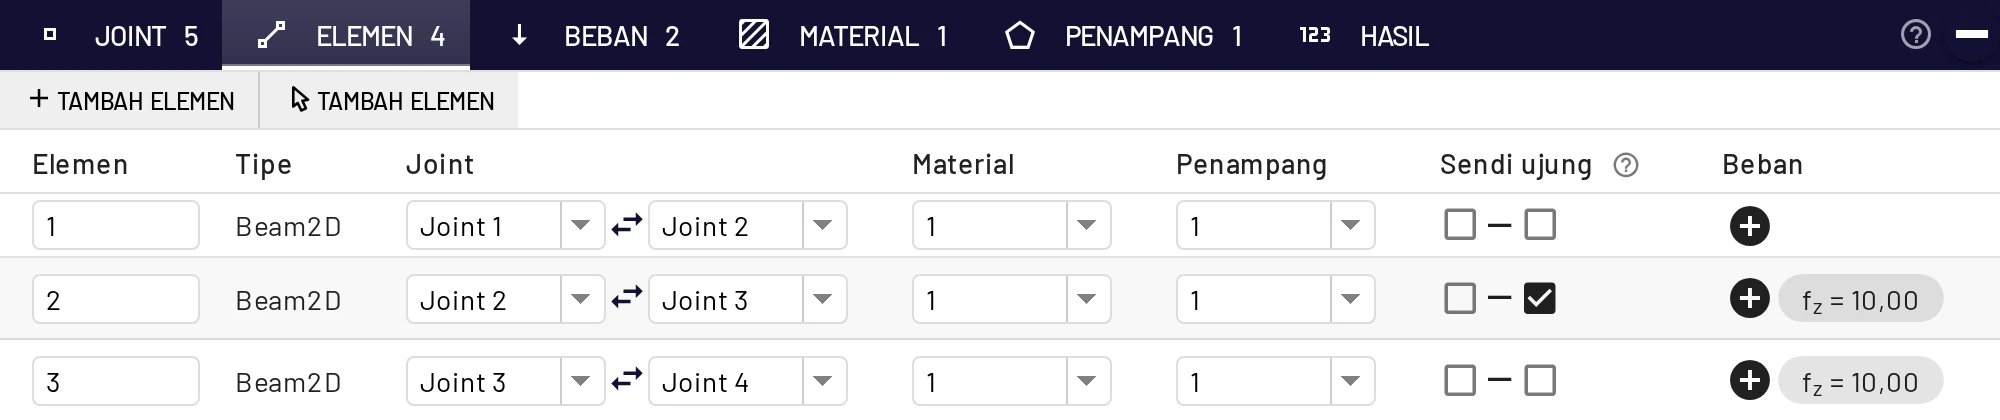 JOINT 5 ELEMEN 4 BEBAN 2 MATERIAL 1 PENAMPANG 1 123 HASIL ?
+ TAMBAH ELEMEN TAMBAH ELEMEN
Elemen Tipe Joint Material Penampang Sendi ujung ? Beban
1 Beam2D Joint 1 Joint 2 1 1
2 Beam2D Joint 2 Joint 3 1 1 fz = 10,00
3 Beam2D Joint 3 Joint 4 1 1 fz = 10,00